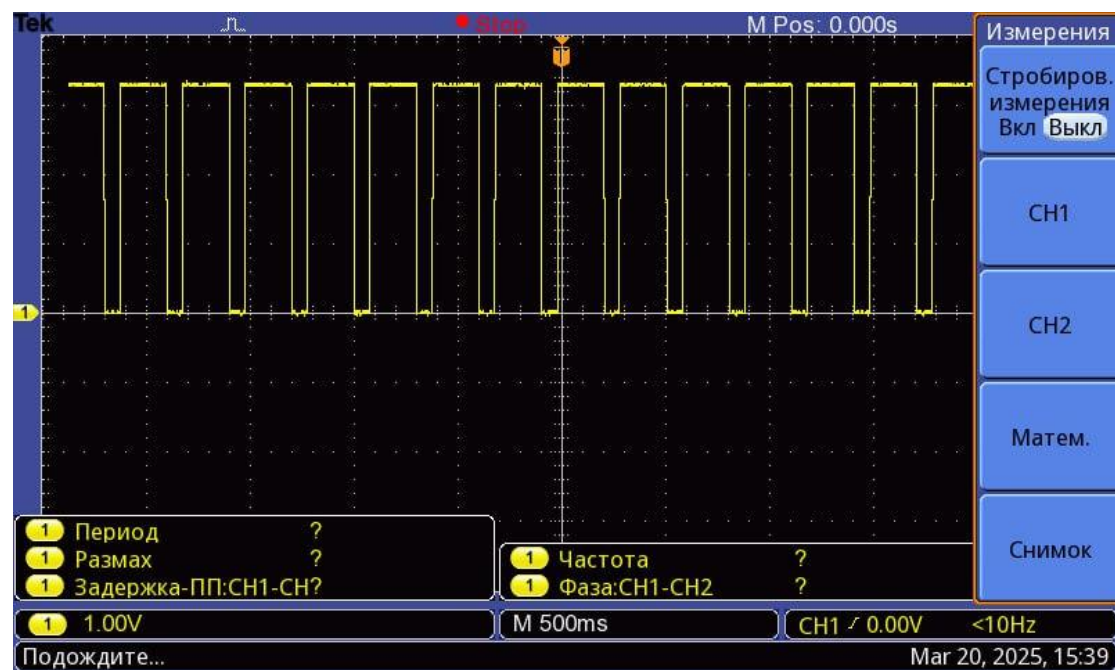 Tek Stop M Pos: 0.000s
Измерения
Стробиров.
измерения
Вкл Выкл
CH1
CH2
Матем.
Снимок
T
1
1 Период ?
1 Размах ?
1 Задержка-ПП:CH1-CH?
1 Частота ?
1 Фаза:CH1-CH2 ?
1 1.00V M 500ms CH1 0.00V <10Hz
Подождите... Mar 20, 2025, 15:39